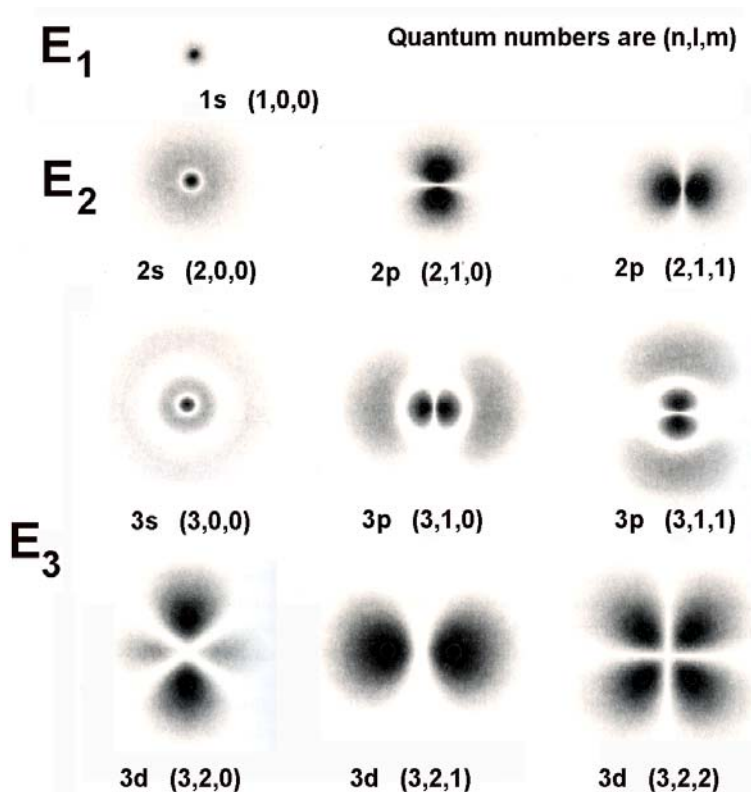 E1
Quantum numbers are (n,l,m)
1s (1,0,0)
E2
2s (2,0,0)
2p (2,1,0)
2p (2,1,1)
3s (3,0,0)
3p (3,1,0)
3p (3,1,1)
E3
3d (3,2,0)
3d (3,2,1)
3d (3,2,2)